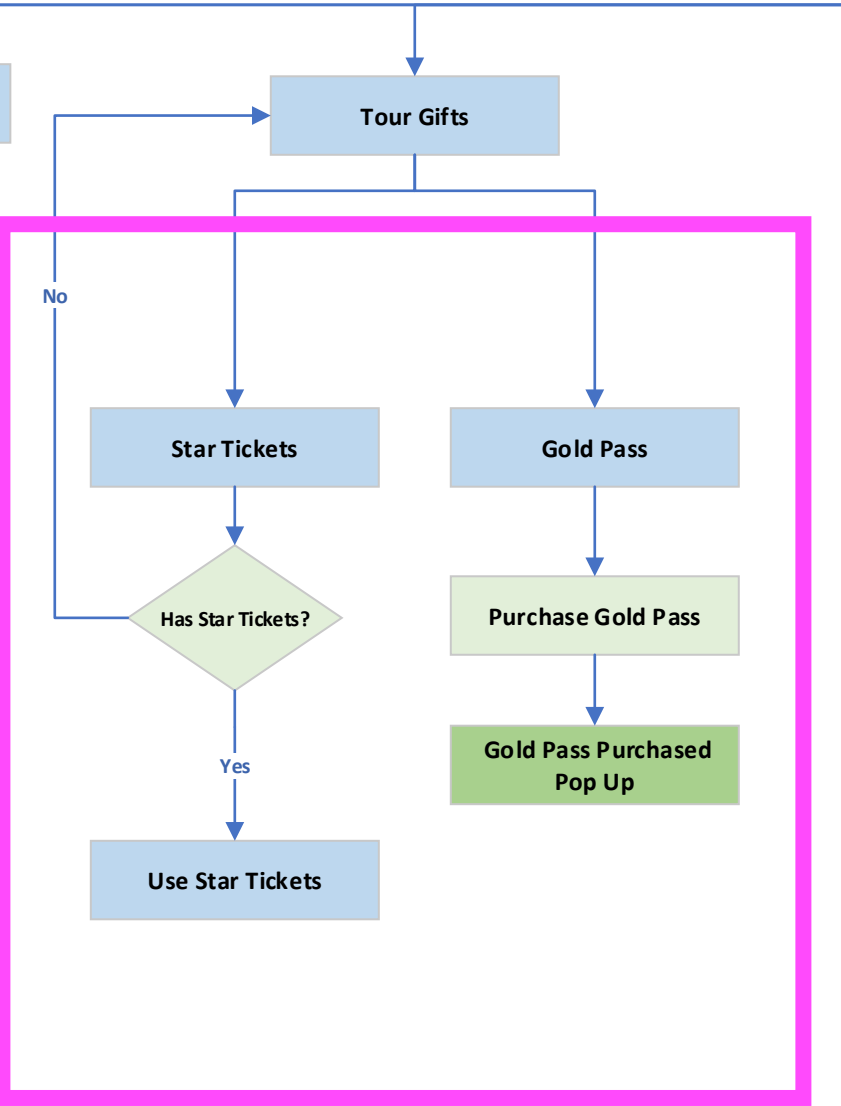 Tour Gifts
No
Star Tickets
Gold Pass
Has Star Tickets?
Purchase Gold Pass
Gold Pass Purchased
Pop Up
Yes
Use Star Tickets